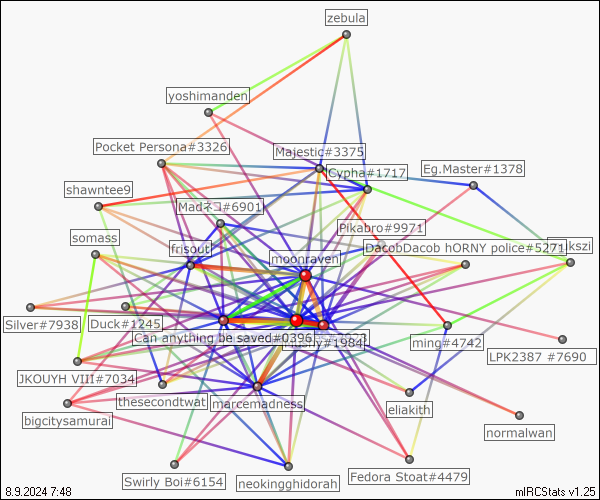 zebula
yoshimanden
Pocket Persona#3326
Majestic#3375
Cypha#1717
Eg.Master#1378
shawntee9
Madネコ#6901
Pikabro#9971
frisout
DacobDacob hORNY police#5271
somass
moonraven
Silver#7938
Duck#1245
Can anything be saved#0396
#1984
ming#4742
LPK2387 #7690
JKOUYH VIII#7034
thesecondtwat
marcemadness
eliakith
bigcitysamurai
normalwan
Swirly Boi#6154
neokingghidorah
Fedora Stoat#4479
8.9.2024 7:48
mIRCStats v1.25